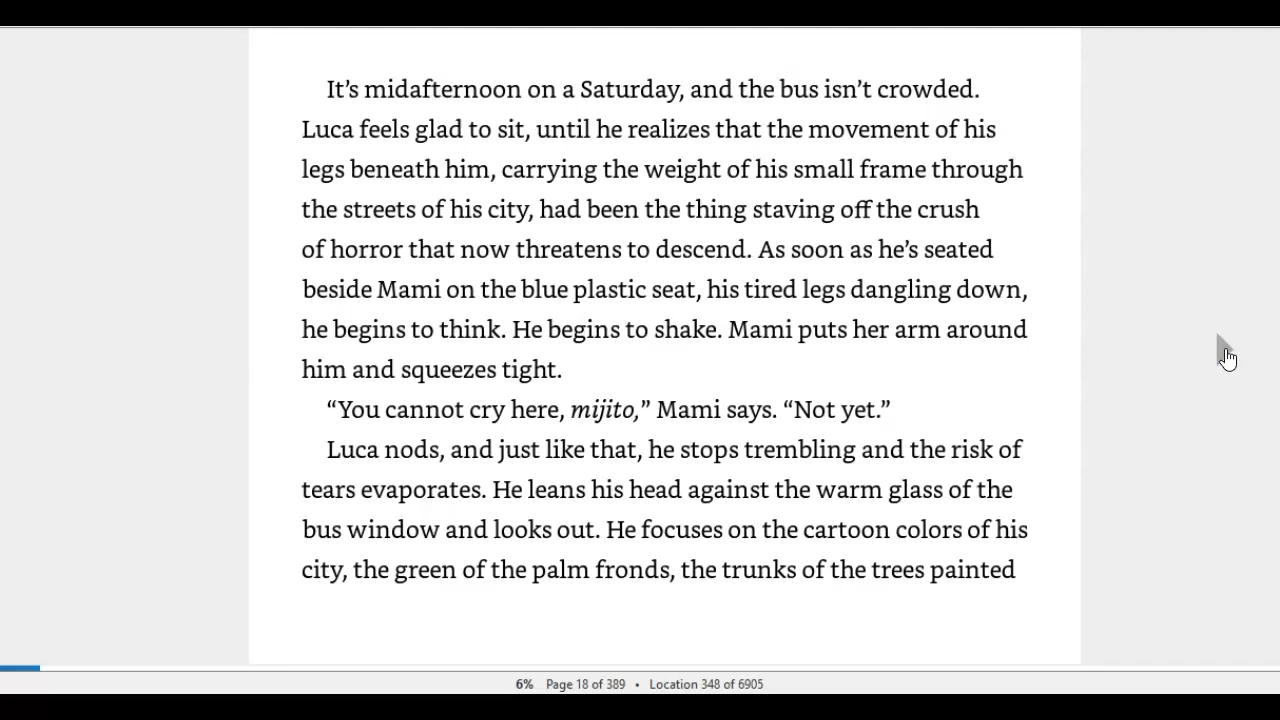 It’s midafternoon on a Saturday, and the bus isn’t crowded.
Luca feels glad to sit, until he realizes that the movement of his
legs beneath him, carrying the weight of his small frame through
the streets of his city, had been the thing staving off the crush
of horror that now threatens to descend. As soon as he’s seated
beside Mami on the blue plastic seat, his tired legs dangling down,
he begins to think. He begins to shake. Mami puts her arm around
him and squeezes tight.
“You cannot cry here, mijito,” Mami says. “Not yet.”
Luca nods, and just like that, he stops trembling and the risk of
tears evaporates. He leans his head against the warm glass of the
bus window and looks out. He focuses on the cartoon colors of his
city, the green of the palm fronds, the trunks of the trees painted
6% Page 18 of 389 • Location 348 of 6905